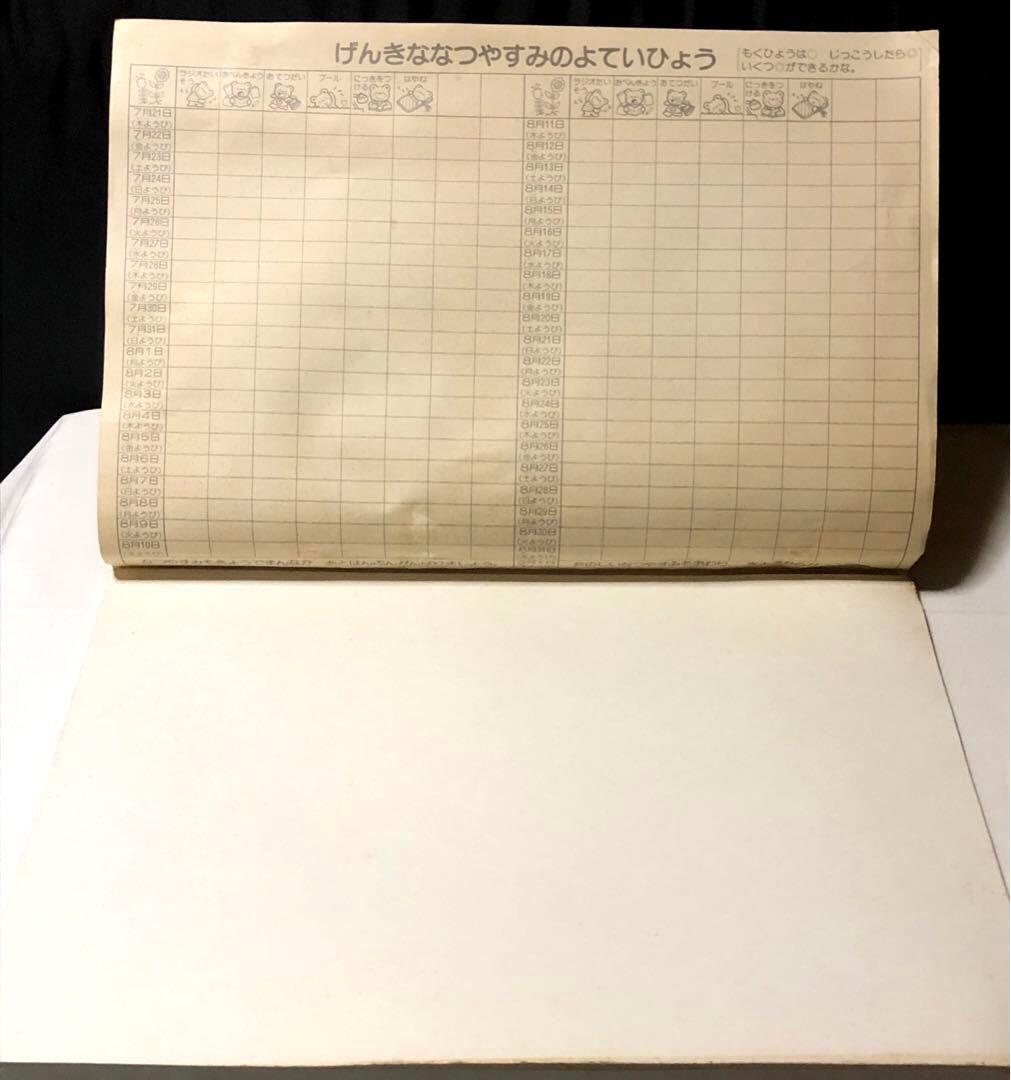 げんきななつやすみのよていひょう
もくひょうは○　じっこうしたら◎
いくつ◎ができるかな。
ラジオたいそう おべんきょう おてつだい プール にっきをつける はやね
7月21日
(木ようび)
7月22日
(金ようび)
7月23日
(土ようび)
7月24日
(日ようび)
7月25日
(月ようび)
7月26日
(火ようび)
7月27日
(水ようび)
7月28日
(木ようび)
7月29日
(金ようび)
7月30日
(土ようび)
7月31日
(日ようび)
8月1日
(月ようび)
8月2日
(火ようび)
8月3日
(水ようび)
8月4日
(木ようび)
8月5日
(金ようび)
8月6日
(土ようび)
8月7日
(日ようび)
8月8日
(月ようび)
8月9日
(火ようび)
8月10日
ラジオたいそう おべんきょう おてつだい プール にっきをつける はやね
8月11日
(木ようび)
8月12日
(金ようび)
8月13日
(土ようび)
8月14日
(日ようび)
8月15日
(月ようび)
8月16日
(火ようび)
8月17日
(水ようび)
8月18日
(木ようび)
8月19日
(金ようび)
8月20日
(土ようび)
8月21日
(日ようび)
8月22日
(月ようび)
8月23日
(火ようび)
8月24日
(水ようび)
8月25日
(木ようび)
8月26日
(金ようび)
8月27日
(土ようび)
8月28日
(日ようび)
8月29日
(月ようび)
8月30日
(火ようび)
8月31日